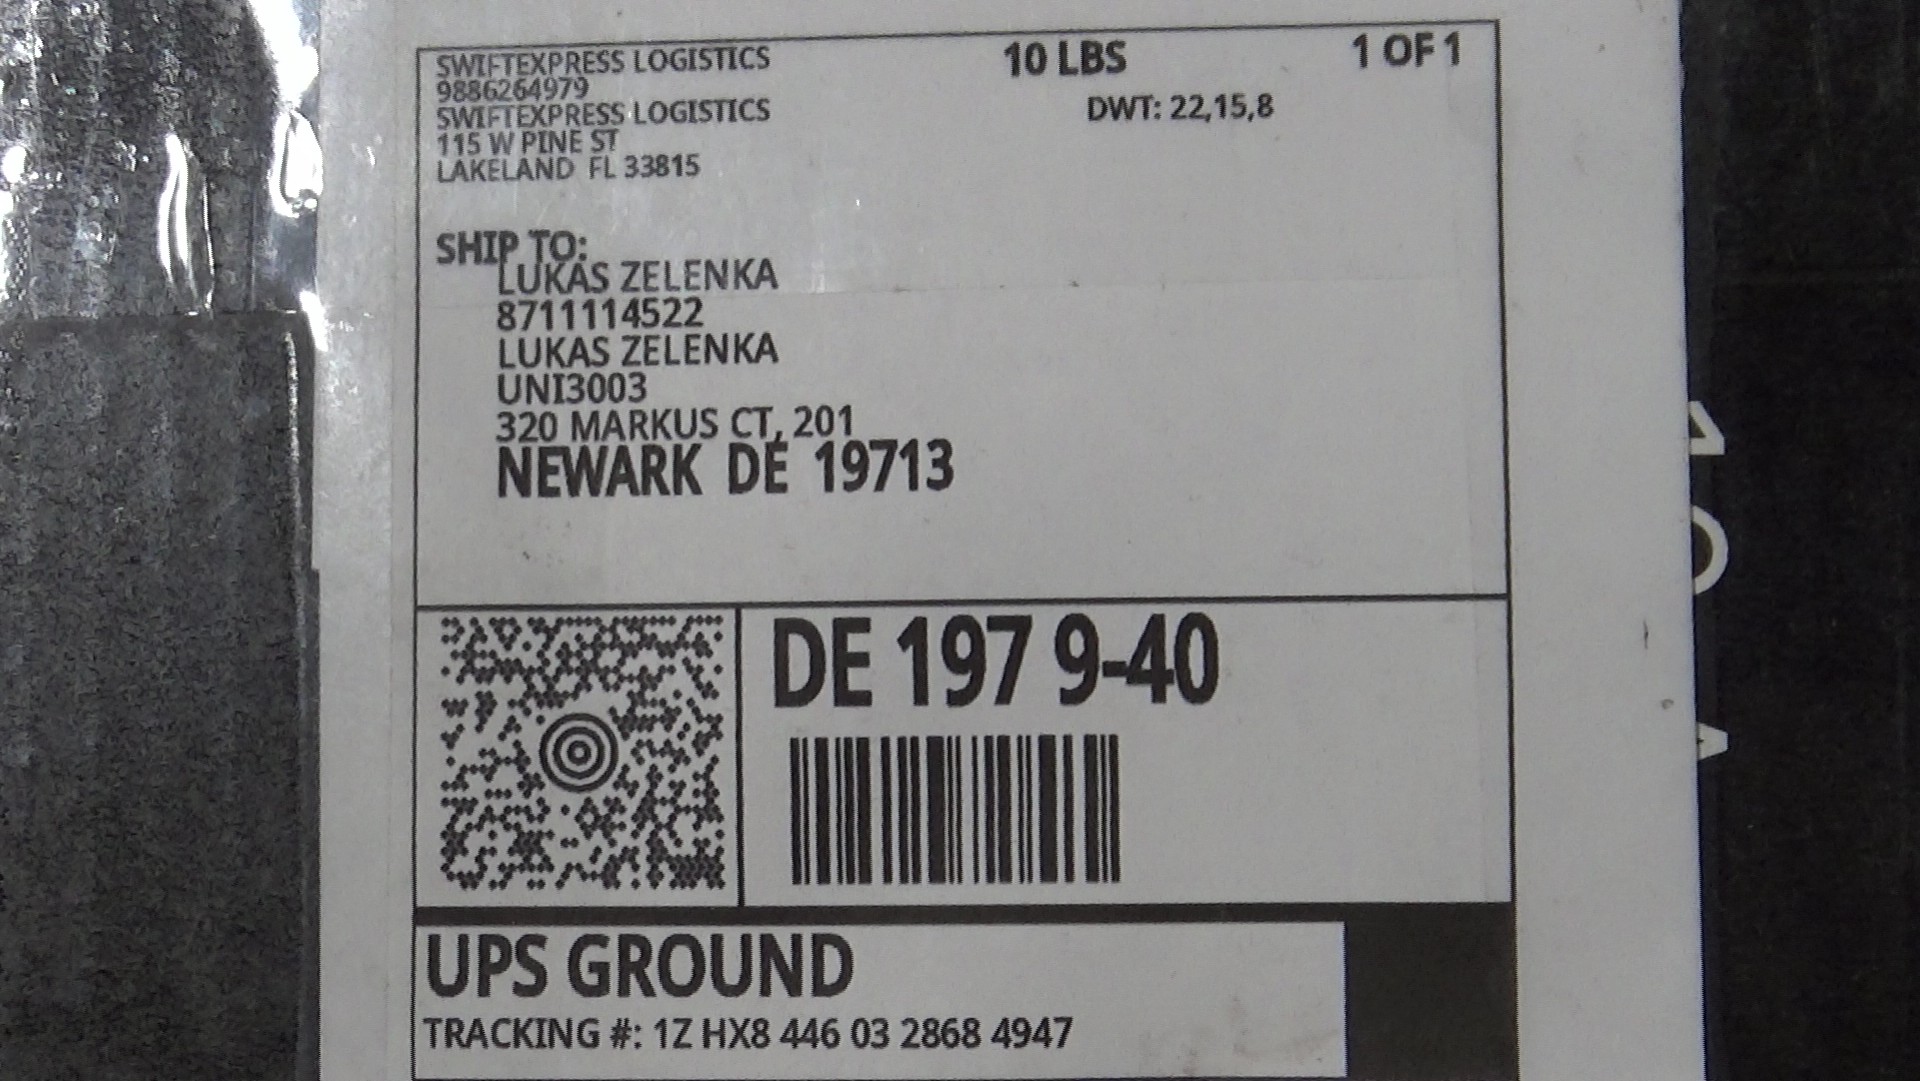 SWIFTEXPRESS LOGISTICS
9886264979
SWIFTEXPRESS LOGISTICS
115 W PINE ST
LAKELAND FL 33815
10 LBS
1 OF 1
DWT: 22,15,8
SHIP TO:
LUKAS ZELENKA
8711114522
LUKAS ZELENKA
UNI3003
320 MARKUS CT, 201
NEWARK DE 19713
DE 197 9-40
UPS GROUND
TRACKING #: 1Z HX8 446 03 2868 4947